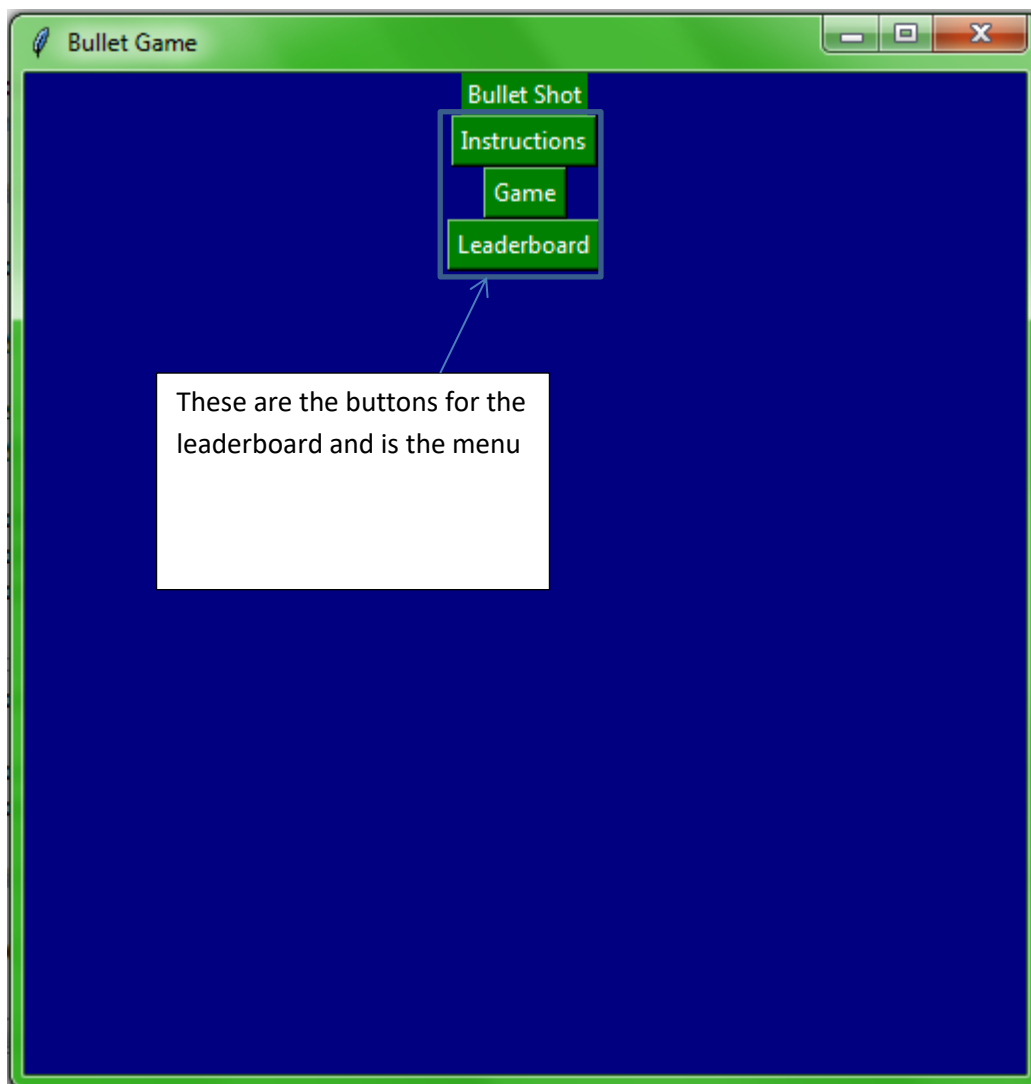 Bullet Game
Bullet Shot
Instructions
Game
Leaderboard
These are the buttons for the
leaderboard and is the menu